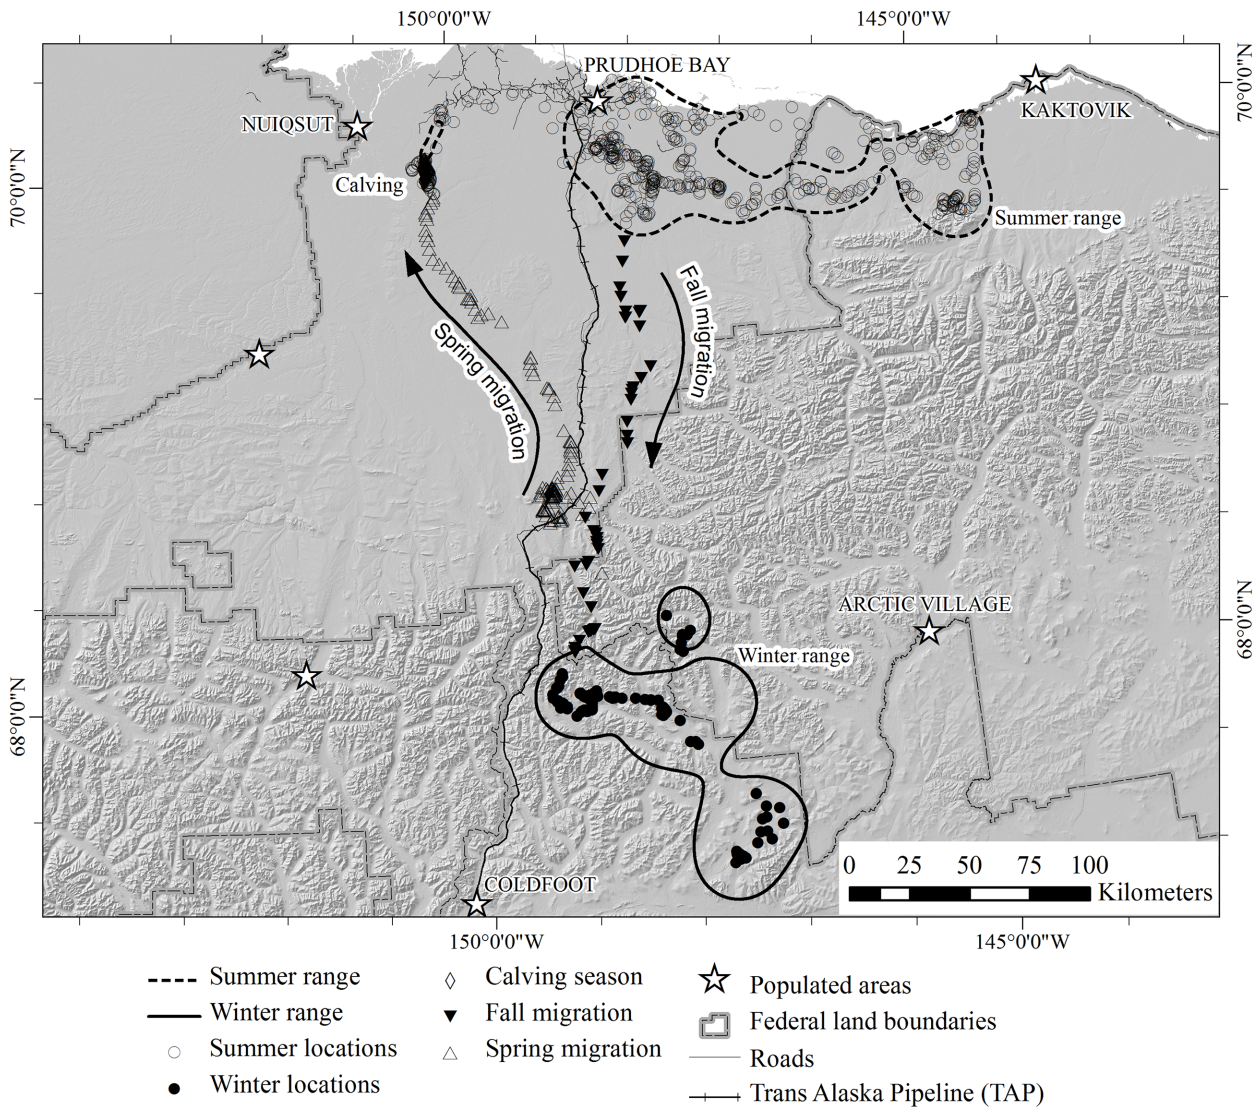 150°0'0"W 145°0'0"W
PRUDHOE BAY
KAKTOVIK
NUIQSUT
70°0'0"N
70°0'0"N
Calving
Summer range
Fall migration
Spring migration
ARCTIC VILLAGE
68°0'0"N
Winter range
68°0'0"N
0 25 50 75 100
Kilometers
COLDFOOT
150°0'0"W 145°0'0"W
Summer range
Winter range
Summer locations
Winter locations
Calving season
Fall migration
Spring migration
Populated areas
Federal land boundaries
Roads
Trans Alaska Pipeline (TAP)